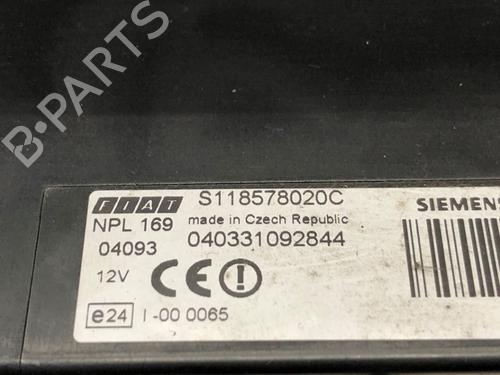 FIAT S118578020C SIEMENS
NPL 169 made in Czech Republic
04093 040331092844
12V CE
e24 I-00 0065
B-PARTS